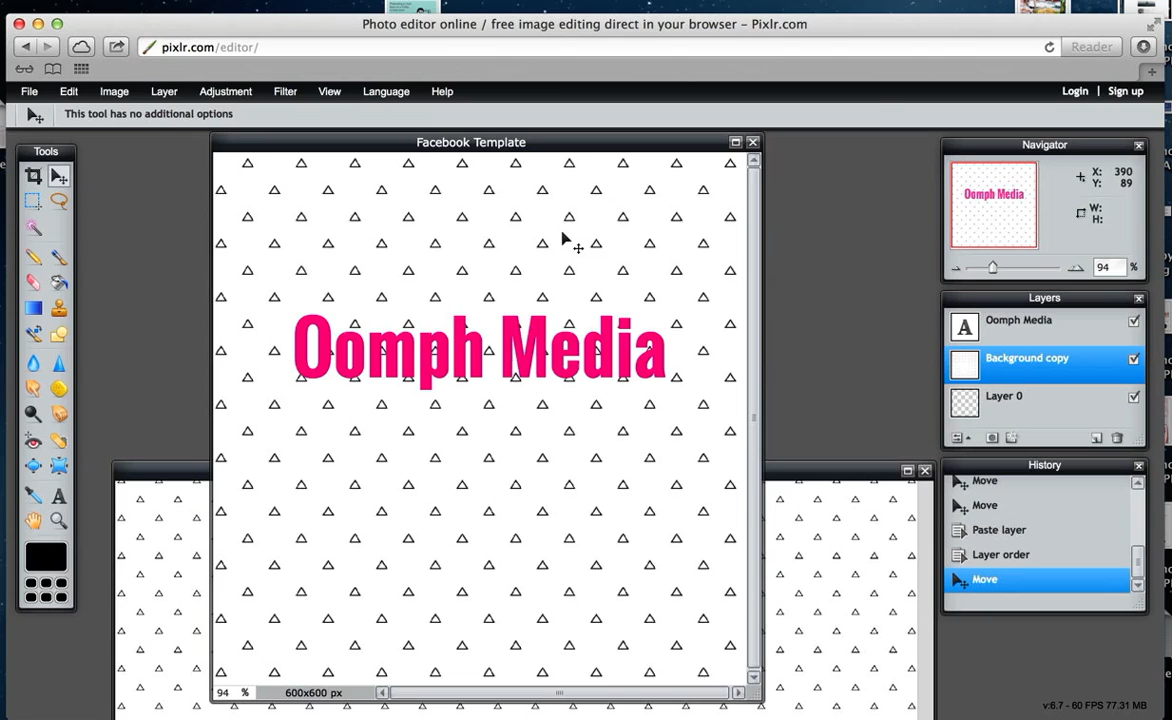 Photo editor online / free image editing direct in your browser – Pixlr.com
pixlr.com/editor/
Reader
File Edit Image Layer Adjustment Filter View Language Help
Login | Sign up
This tool has no additional options
Tools
Facebook Template
Oomph Media
94 % 600x600 px
Navigator
Oomph Media
X: 390
Y: 89
W:
H:
94 %
Layers
A Oomph Media
Background copy
Layer 0
History
Move
Move
Paste layer
Layer order
Move
v:6.7 - 60 FPS 77.31 MB